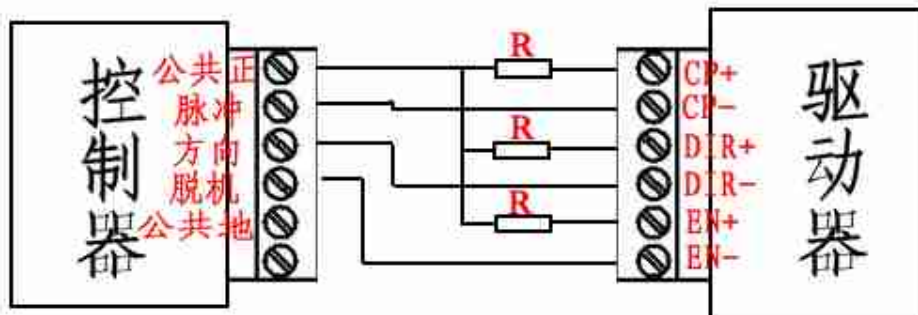 控制器
公共正
脉冲
方向
脱机
公共地
R
R
R
CP+
CP-
DIR+
DIR-
EN+
EN-
驱动器